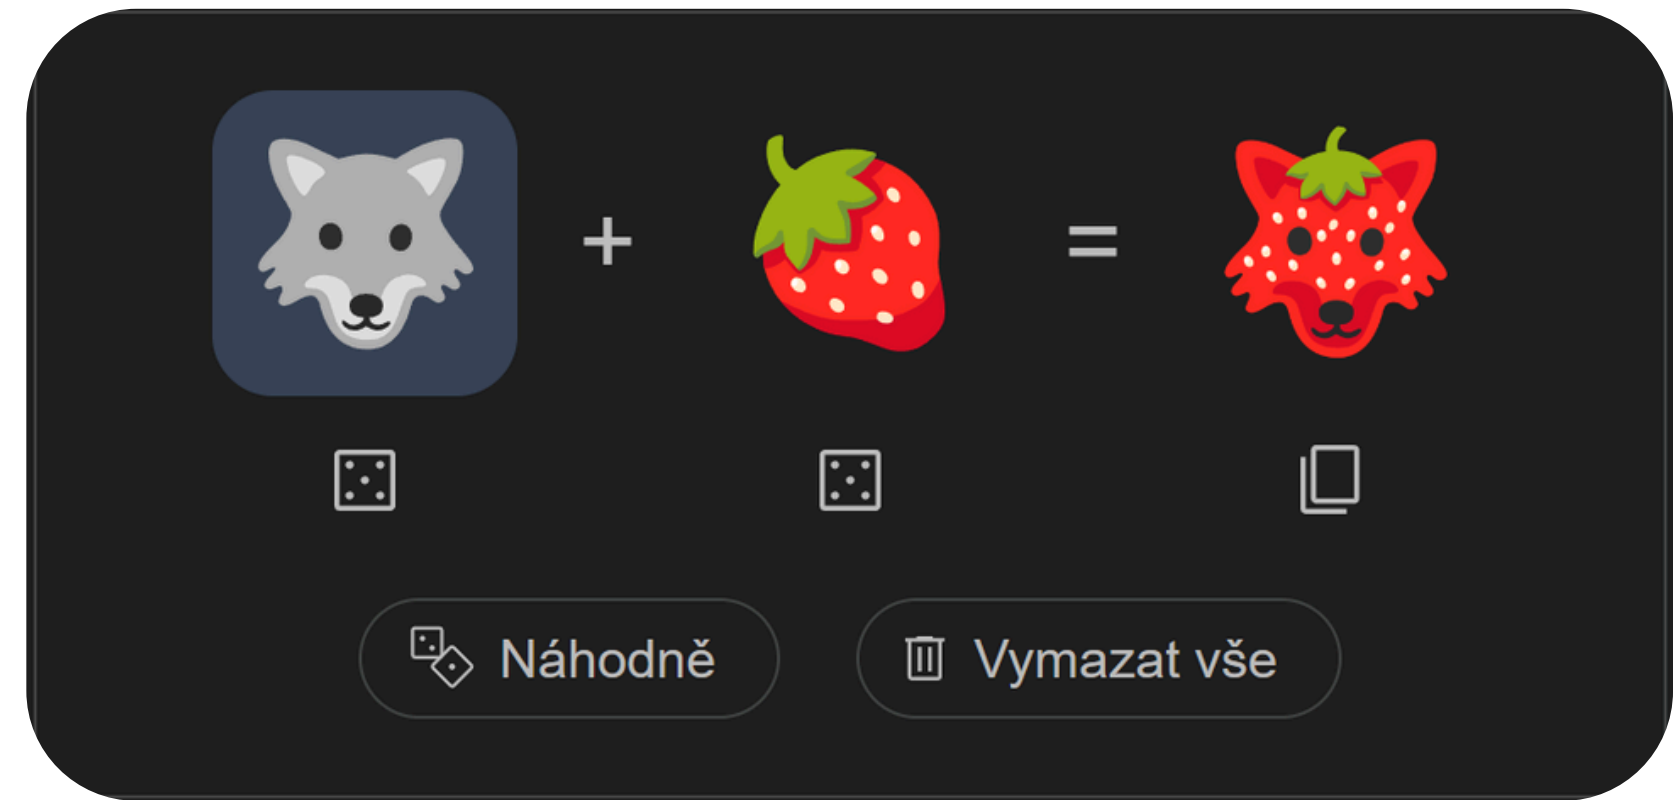 + =
Náhodně Vymazat vše